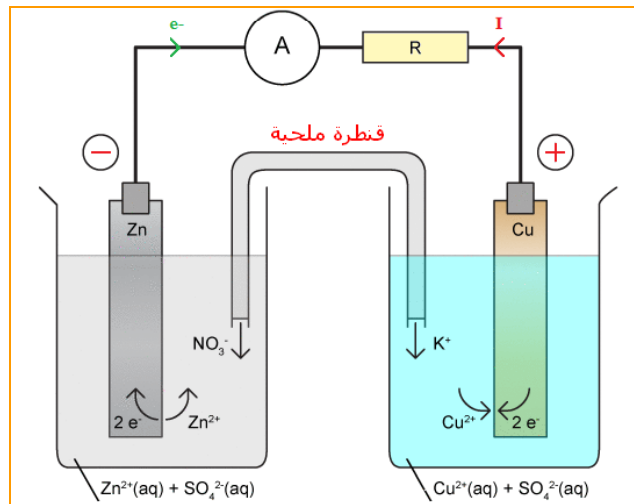 e-
I
A
R
قنطرة ملحية
−
+
Zn
Cu
NO₃⁻
K⁺
2 e⁻
Zn²⁺
Cu²⁺
2 e⁻
Zn²⁺(aq) + SO₄²⁻(aq)
Cu²⁺(aq) + SO₄²⁻(aq)